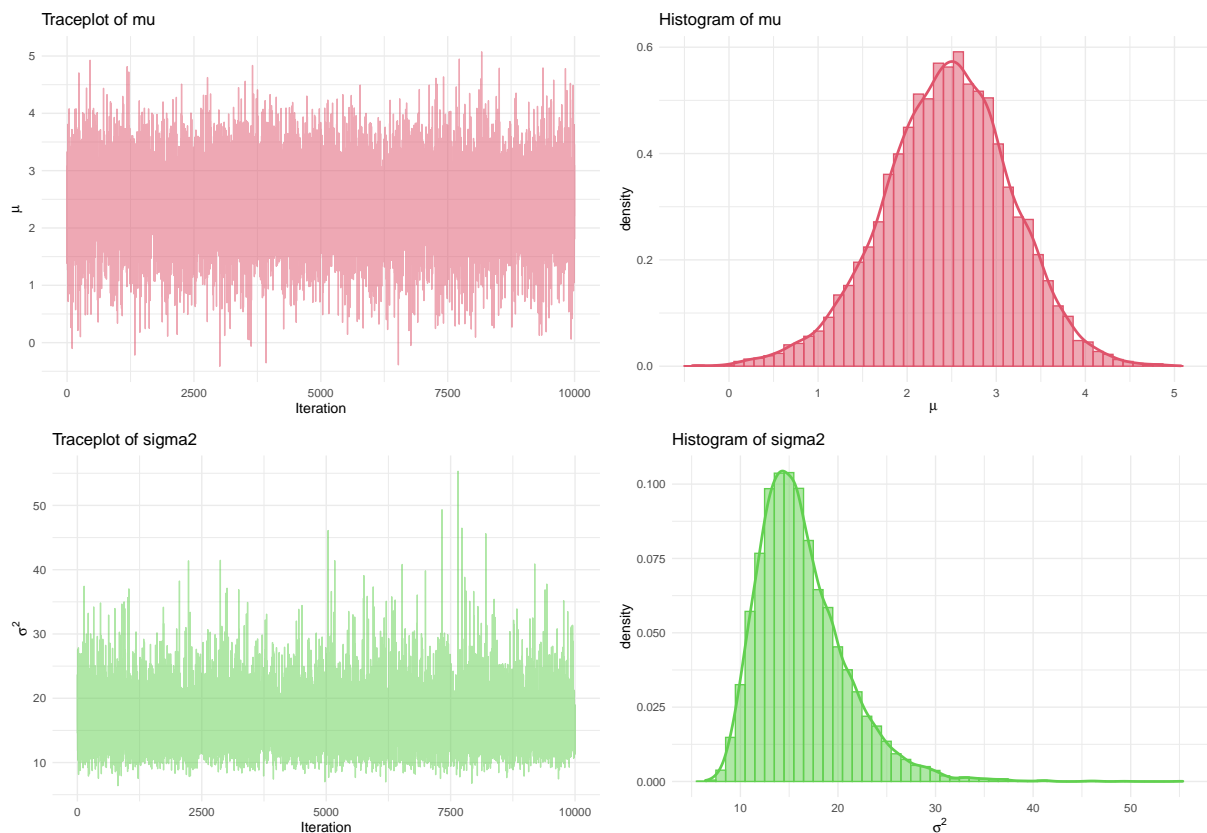 Traceplot of mu
5
4
3
2
1
0
μ
0 2500 5000 7500 10000
Iteration
Histogram of mu
0.6
0.4
0.2
0.0
density
0 1 2 3 4 5
μ
Traceplot of sigma2
50
40
30
20
10
σ²
0 2500 5000 7500 10000
Iteration
Histogram of sigma2
0.100
0.075
0.050
0.025
0.000
density
10 20 30 40 50
σ²